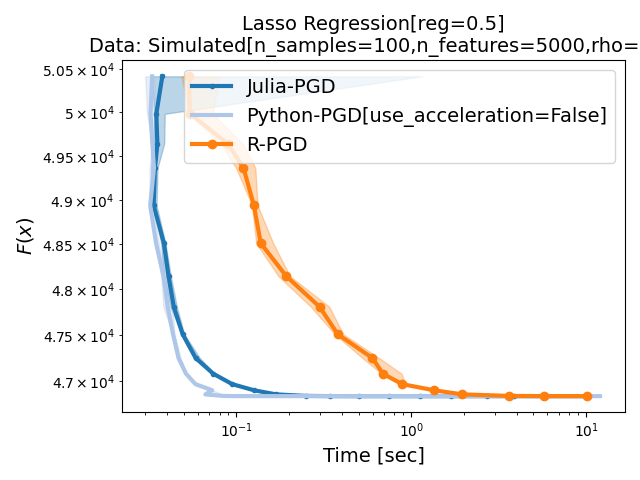 Lasso Regression[reg=0.5]
Data: Simulated[n_samples=100,n_features=5000,rho=
5.05 × 10⁴
5 × 10⁴
4.95 × 10⁴
4.9 × 10⁴
4.85 × 10⁴
4.8 × 10⁴
4.75 × 10⁴
4.7 × 10⁴
F(x)
Julia-PGD
Python-PGD[use_acceleration=False]
R-PGD
10⁻¹ 10⁰ 10¹
Time [sec]